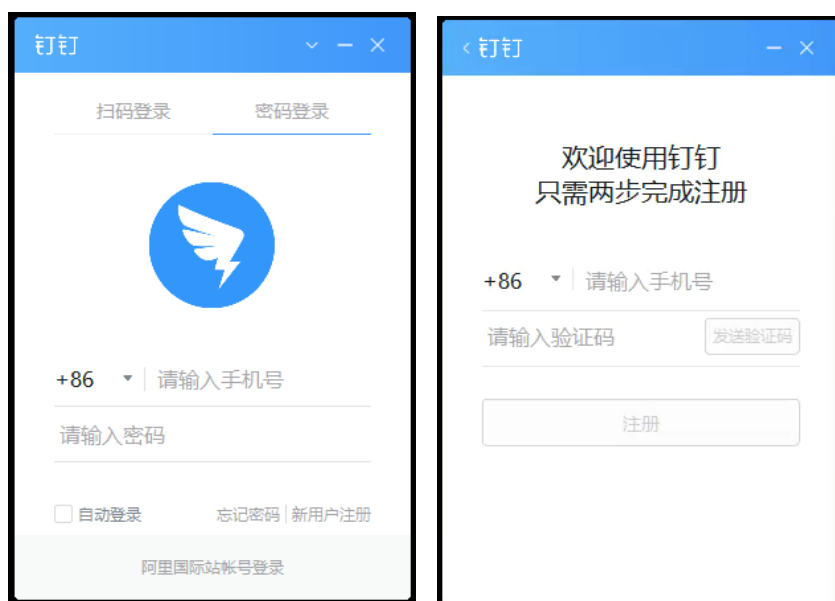 钉钉
扫码登录 密码登录
+86 请输入手机号
请输入密码
自动登录 忘记密码 新用户注册
阿里国际站帐号登录
钉钉
欢迎使用钉钉
只需两步完成注册
+86 请输入手机号
请输入验证码 发送验证码
注册